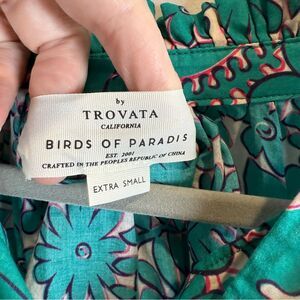 by
TROVATA
CALIFORNIA
BIRDS OF PARADIS
EST. 2001
CRAFTED IN THE PEOPLES REPUBLIC OF CHINA
EXTRA SMALL